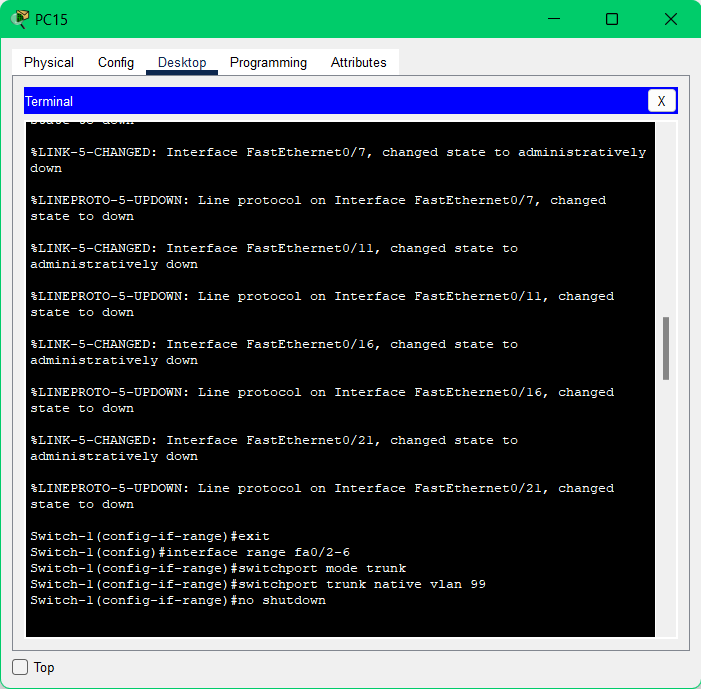 PC15
Physical Config Desktop Programming Attributes
Terminal X
state to down
%LINK-5-CHANGED: Interface FastEthernet0/7, changed state to administratively
down
%LINEPROTO-5-UPDOWN: Line protocol on Interface FastEthernet0/7, changed
state to down
%LINK-5-CHANGED: Interface FastEthernet0/11, changed state to
administratively down
%LINEPROTO-5-UPDOWN: Line protocol on Interface FastEthernet0/11, changed
state to down
%LINK-5-CHANGED: Interface FastEthernet0/16, changed state to
administratively down
%LINEPROTO-5-UPDOWN: Line protocol on Interface FastEthernet0/16, changed
state to down
%LINK-5-CHANGED: Interface FastEthernet0/21, changed state to
administratively down
%LINEPROTO-5-UPDOWN: Line protocol on Interface FastEthernet0/21, changed
state to down
Switch-1(config-if-range)#exit
Switch-1(config)#interface range fa0/2-6
Switch-1(config-if-range)#switchport mode trunk
Switch-1(config-if-range)#switchport trunk native vlan 99
Switch-1(config-if-range)#no shutdown
Top